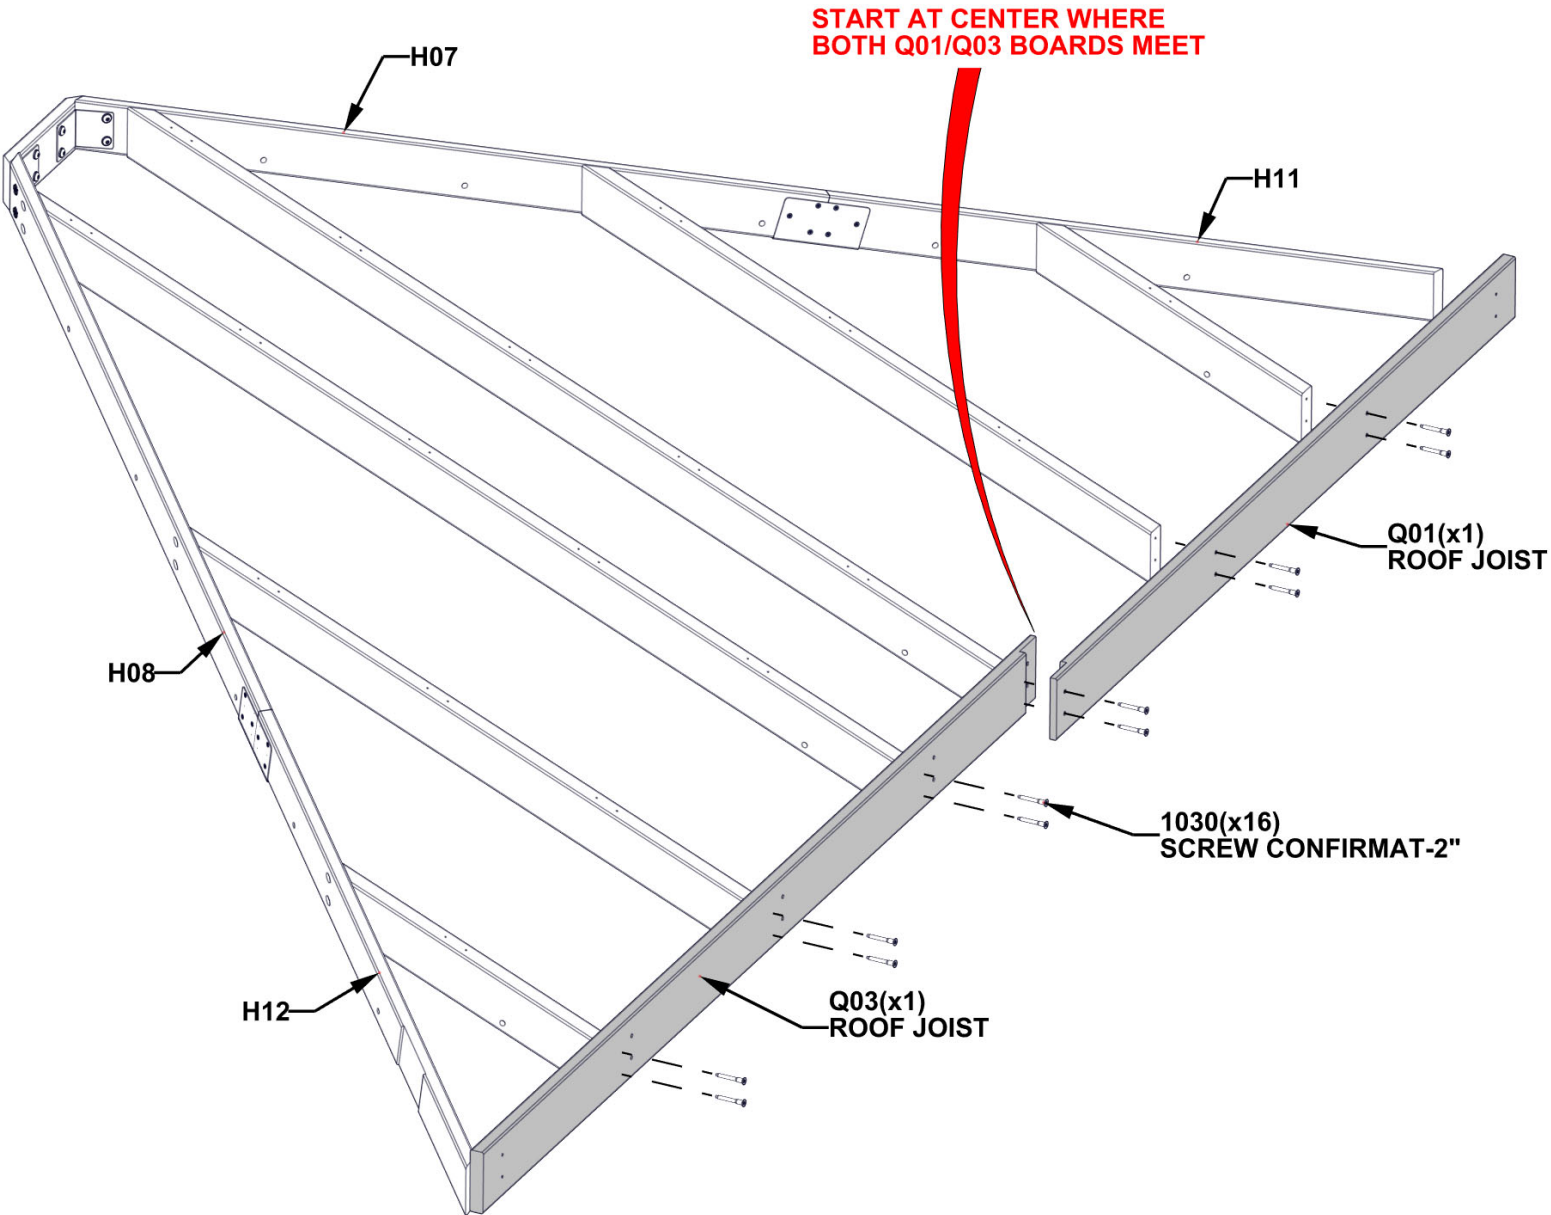 START AT CENTER WHERE
BOTH Q01/Q03 BOARDS MEET
H07
H11
Q01(x1)
ROOF JOIST
H08
1030(x16)
SCREW CONFIRMAT-2"
H12
Q03(x1)
ROOF JOIST